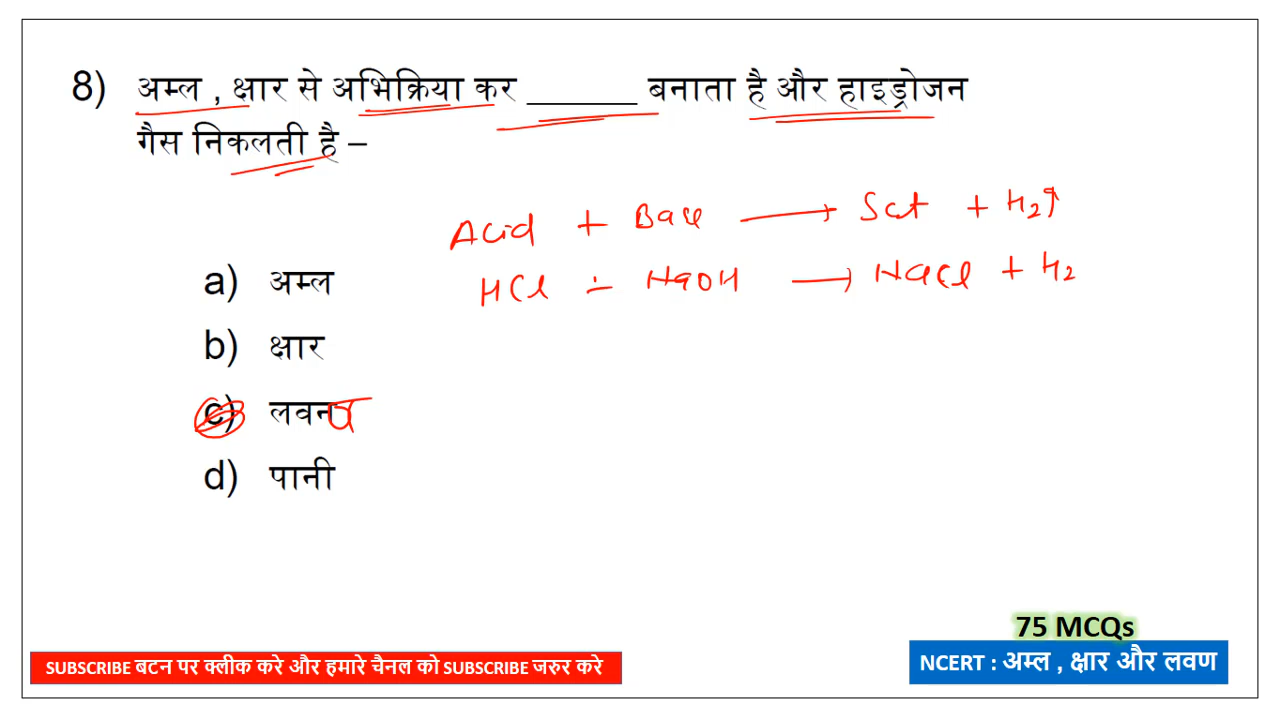 8) अम्ल , क्षार से अभिक्रिया कर ______ बनाता है और हाइड्रोजन
गैस निकलती है –
Acid + Base → Salt + H2↑
HCl + NaOH → NaCl + H2
a) अम्ल
b) क्षार
c) लवन
d) पानी
75 MCQs
SUBSCRIBE बटन पर क्लीक करे और हमारे चैनल को SUBSCRIBE जरुर करे
NCERT : अम्ल , क्षार और लवण